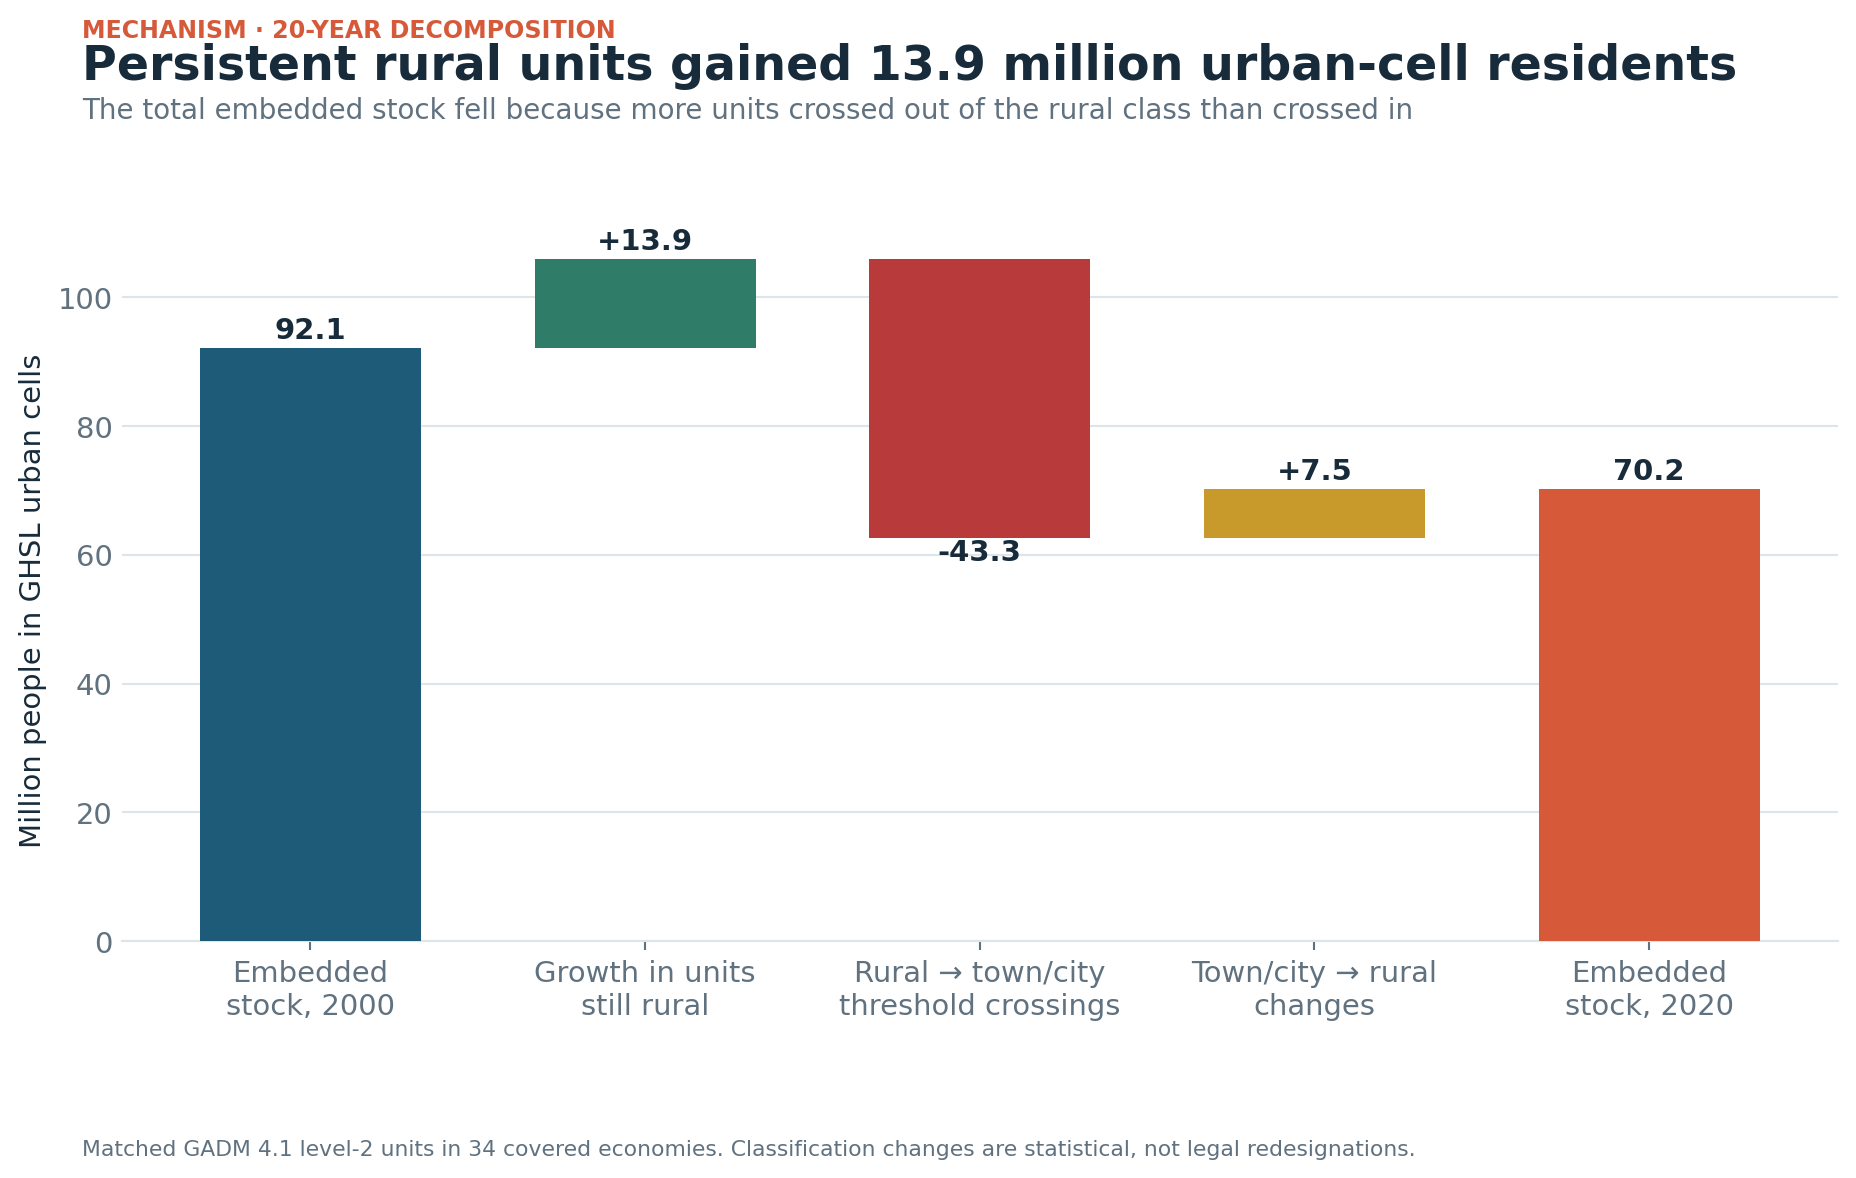 MECHANISM · 20-YEAR DECOMPOSITION
Persistent rural units gained 13.9 million urban-cell residents
The total embedded stock fell because more units crossed out of the rural class than crossed in
Million people in GHSL urban cells
100
80
60
40
20
0
92.1
+13.9
-43.3
+7.5
70.2
Embedded
stock, 2000
Growth in units
still rural
Rural → town/city
threshold crossings
Town/city → rural
changes
Embedded
stock, 2020
Matched GADM 4.1 level-2 units in 34 covered economies. Classification changes are statistical, not legal redesignations.